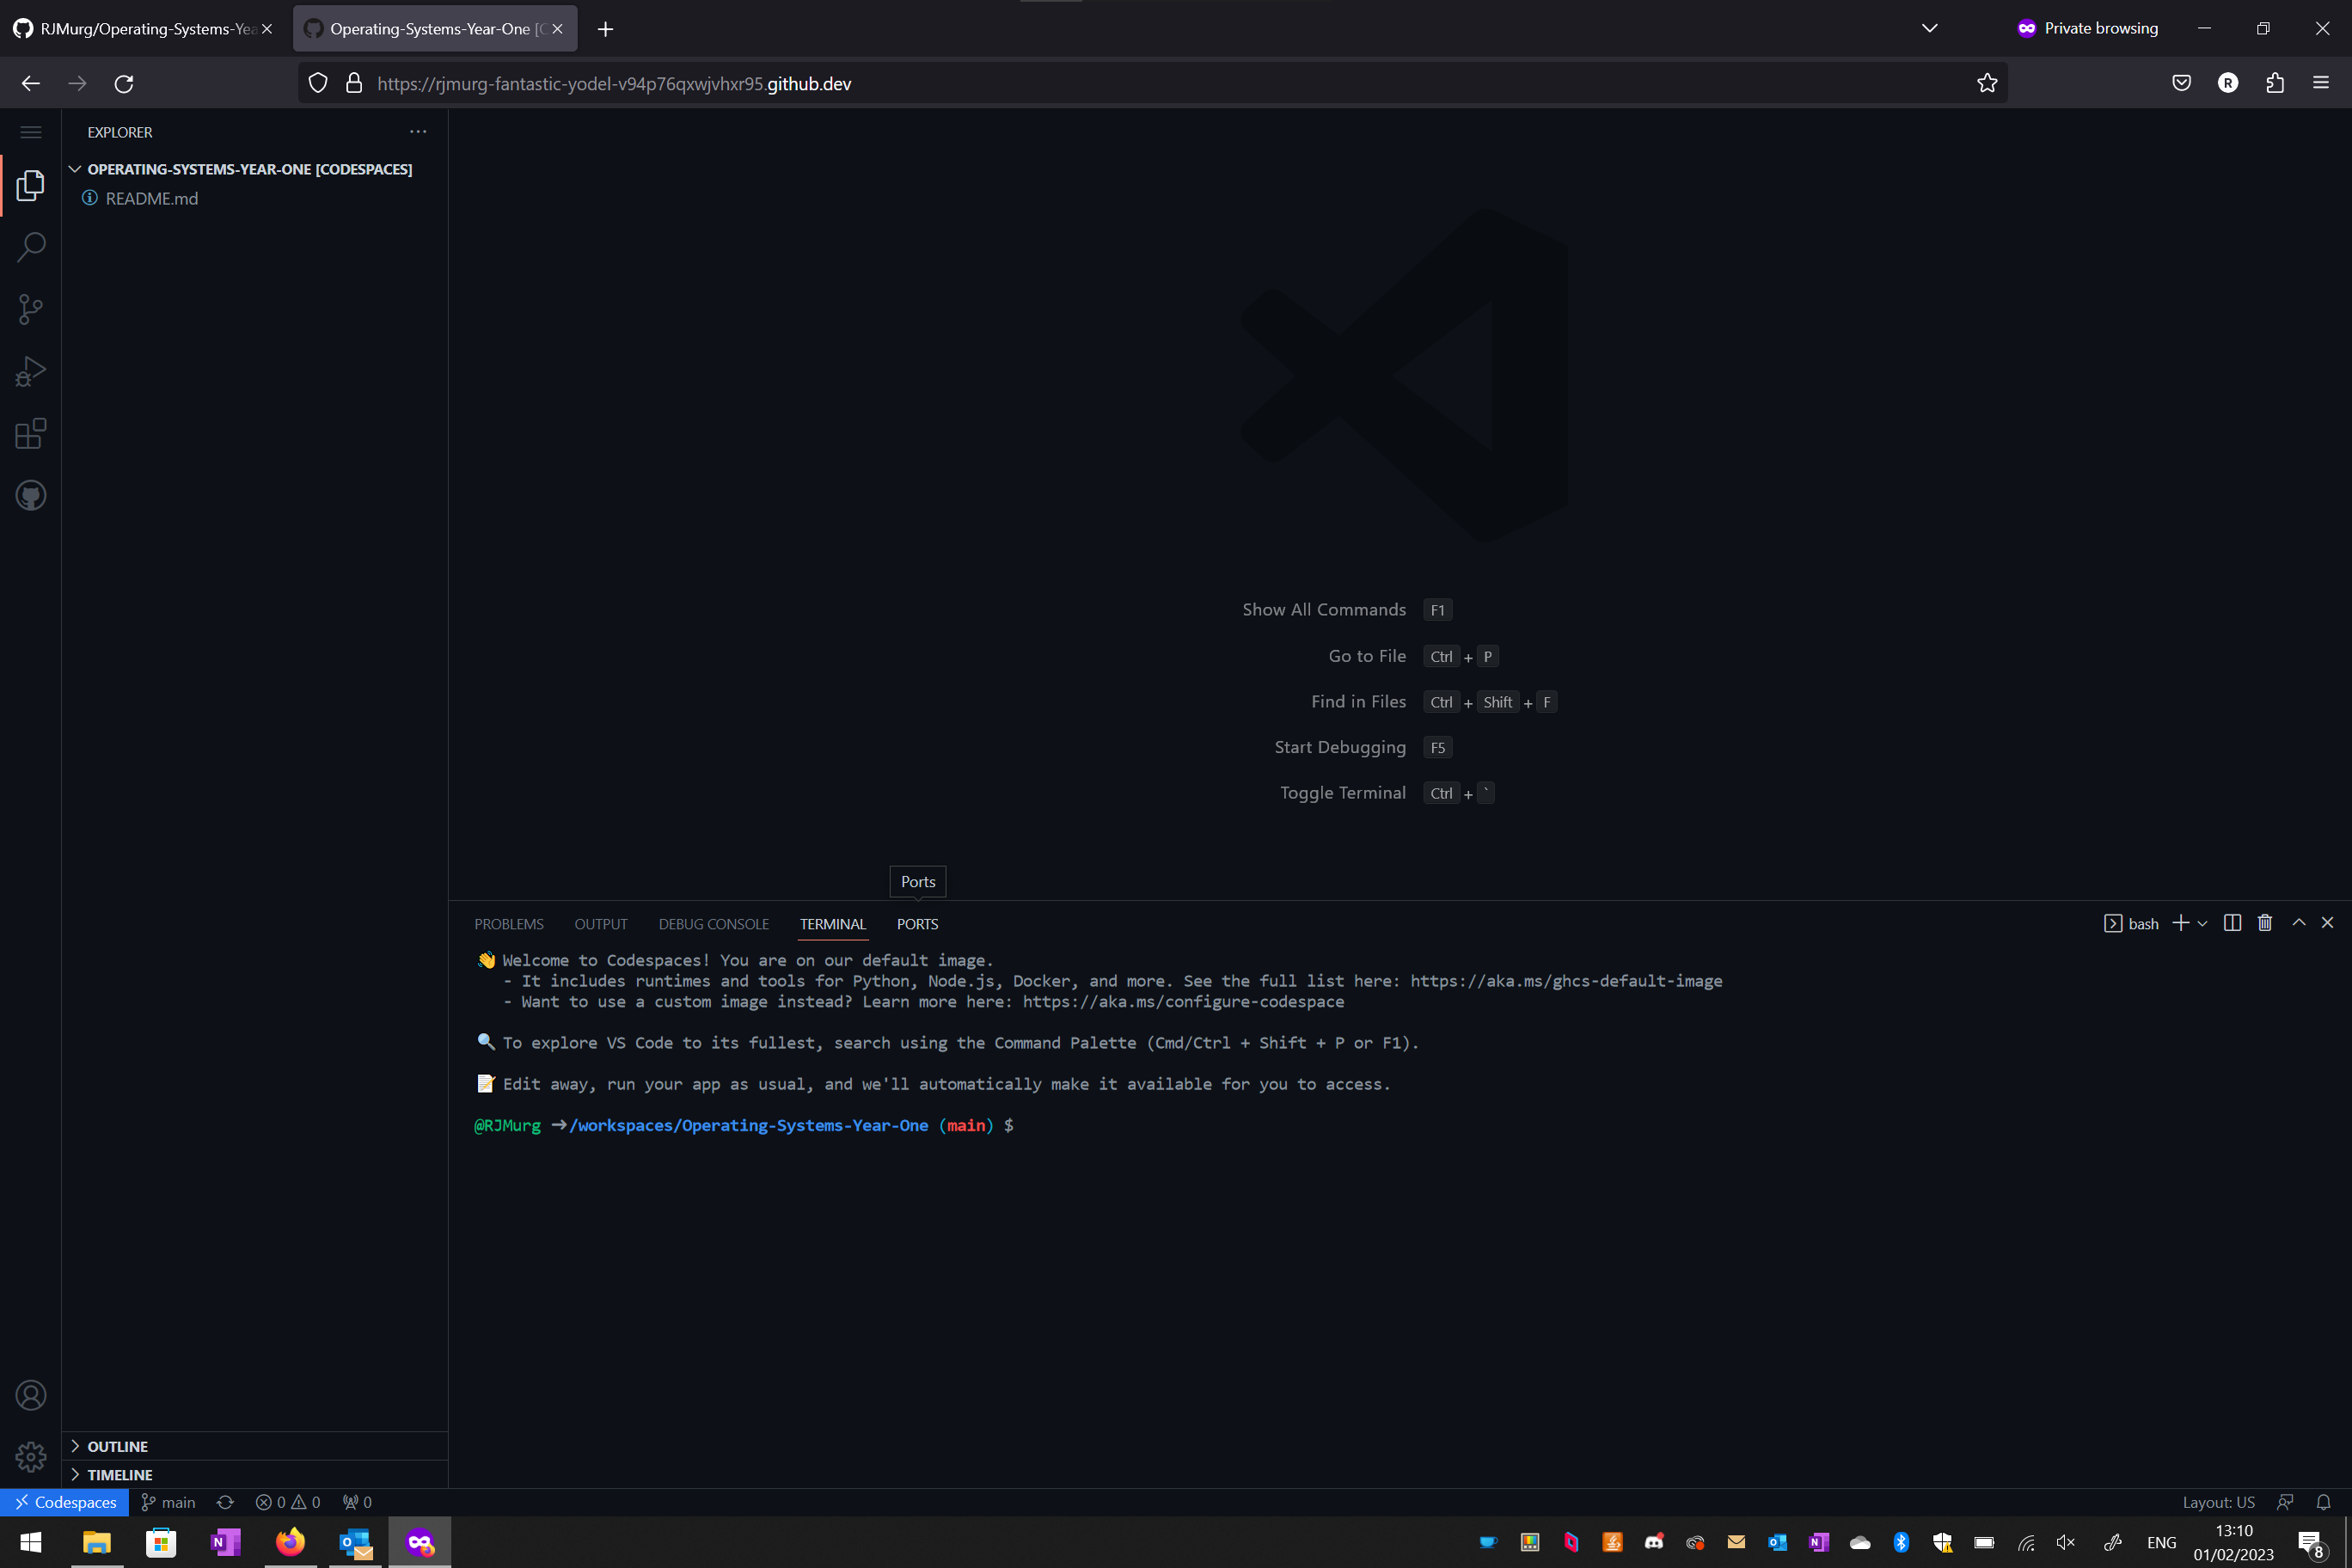 RJMurg/Operating-Systems-Yea
Operating-Systems-Year-One [C
Private browsing
https://rjmurg-fantastic-yodel-v94p76qxwjvhxr95.github.dev
R
EXPLORER
OPERATING-SYSTEMS-YEAR-ONE [CODESPACES]
README.md
Show All Commands F1
Go to File Ctrl + P
Find in Files Ctrl + Shift + F
Start Debugging F5
Toggle Terminal Ctrl + `
Ports
PROBLEMS OUTPUT DEBUG CONSOLE TERMINAL PORTS
bash
👋 Welcome to Codespaces! You are on our default image.
- It includes runtimes and tools for Python, Node.js, Docker, and more. See the full list here: https://aka.ms/ghcs-default-image
- Want to use a custom image instead? Learn more here: https://aka.ms/configure-codespace
🔍 To explore VS Code to its fullest, search using the Command Palette (Cmd/Ctrl + Shift + P or F1).
📝 Edit away, run your app as usual, and we'll automatically make it available for you to access.
@RJMurg ➜/workspaces/Operating-Systems-Year-One (main) $
OUTLINE
TIMELINE
Codespaces main 0 0 0
Layout: US
ENG
13:10
01/02/2023
8